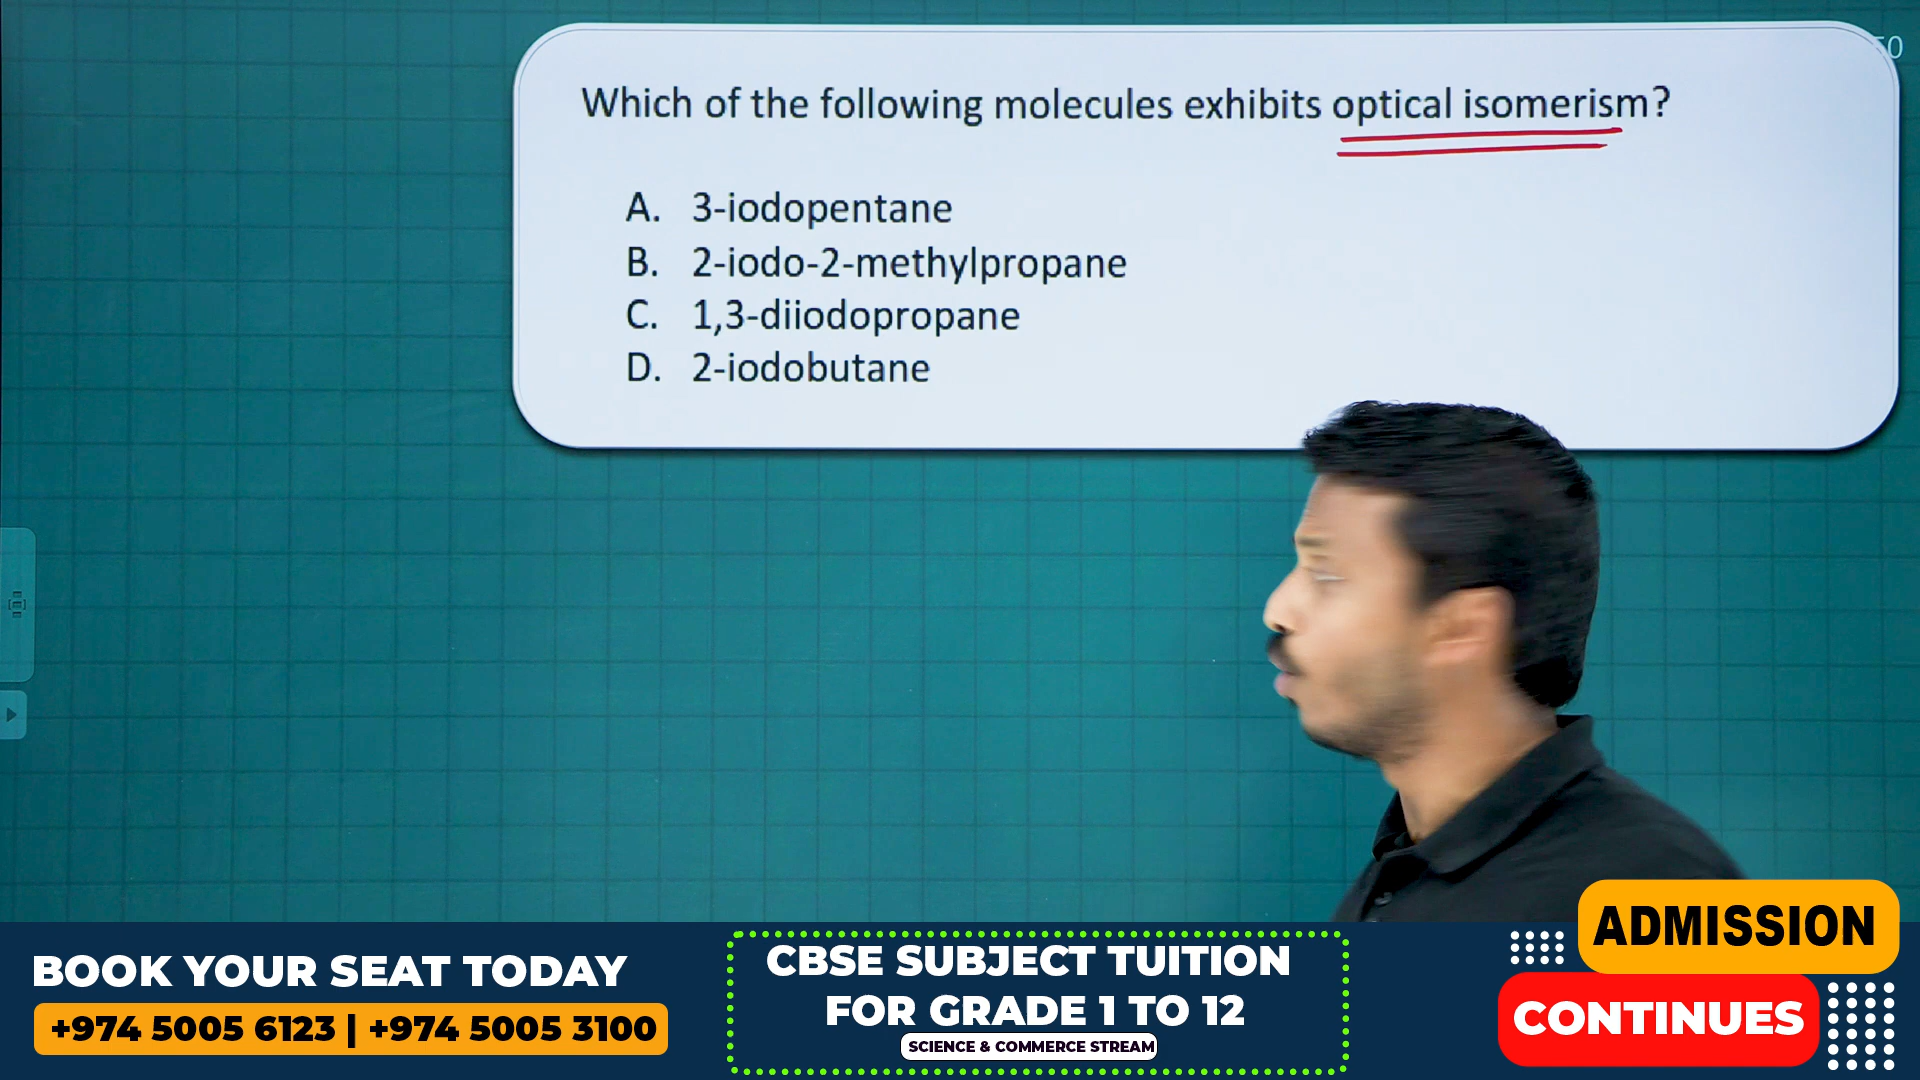 Which of the following molecules exhibits optical isomerism?
A. 3-iodopentane
B. 2-iodo-2-methylpropane
C. 1,3-diiodopropane
D. 2-iodobutane
BOOK YOUR SEAT TODAY
+974 5005 6123 | +974 5005 3100
CBSE SUBJECT TUITION
FOR GRADE 1 TO 12
SCIENCE & COMMERCE STREAM
ADMISSION
CONTINUES